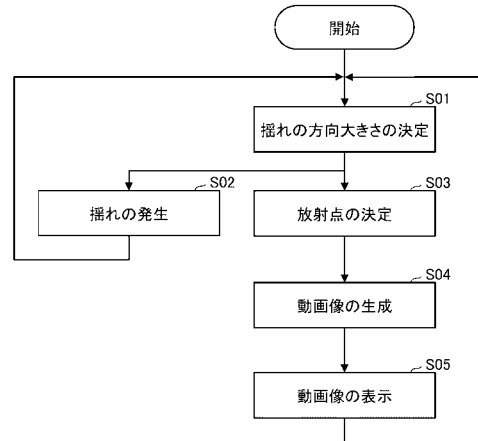 開始
S01
揺れの方向大きさの決定
S02
揺れの発生
S03
放射点の決定
S04
動画像の生成
S05
動画像の表示